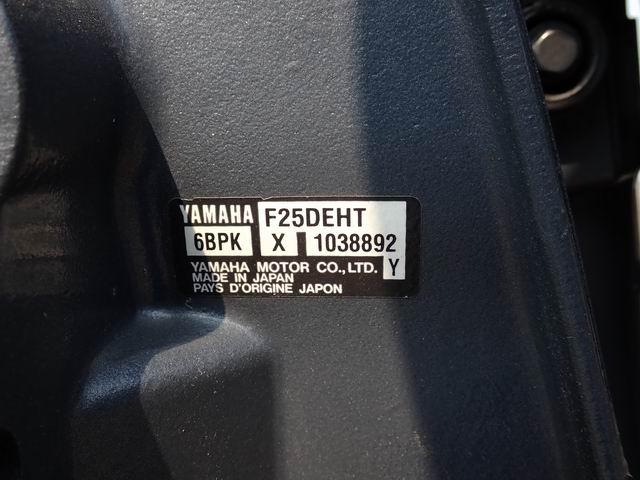 YAMAHA F25DEHT
6BPK X 1038892
YAMAHA MOTOR CO.,LTD. Y
MADE IN JAPAN
PAYS D'ORIGINE JAPON